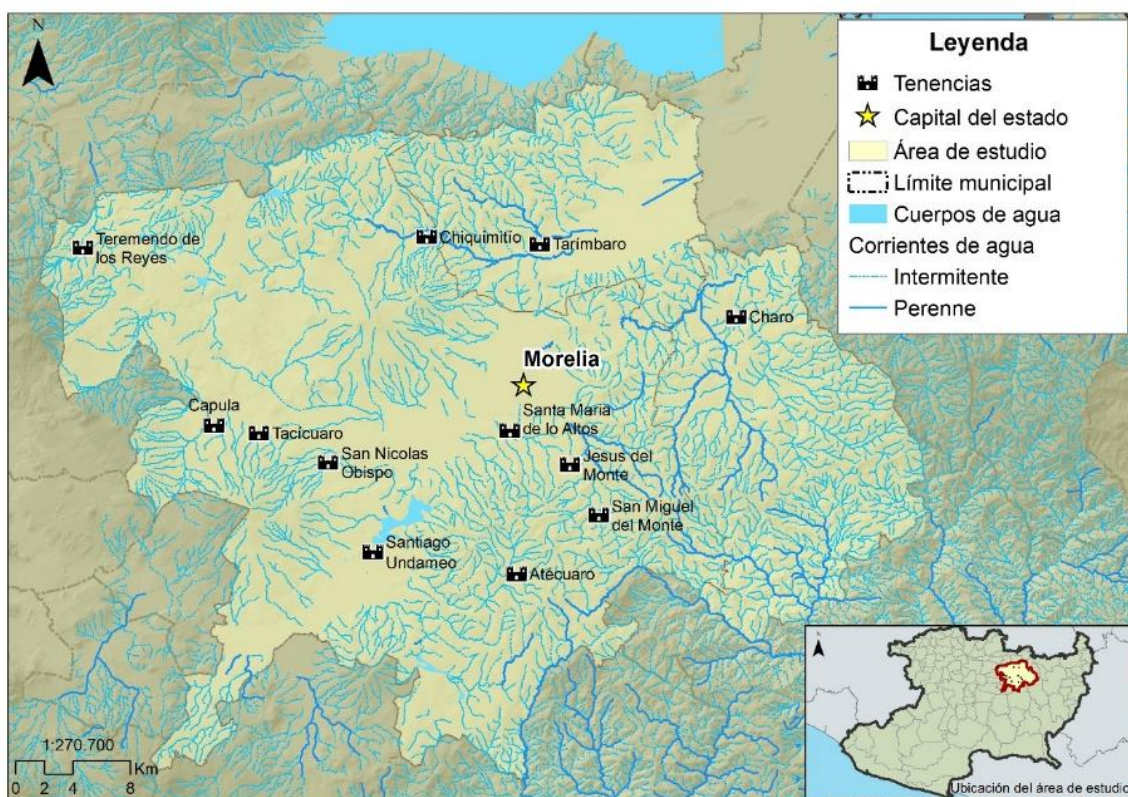 N
Leyenda
Tenencias
Capital del estado
Área de estudio
Límite municipal
Cuerpos de agua
Corrientes de agua
Intermitente
Perenne
Teremendo de
los Reyes
Chiquimitío
Tarímbaro
Charo
Morelia
Capula
Tacícuaro
Santa Maria
de lo Altos
San Nicolas
Obispo
Jesus del
Monte
San Miguel
del Monte
Santiago
Undameo
Atécuaro
1:270.700
Km
0 2 4 8
N
Ubicación del área de estudio